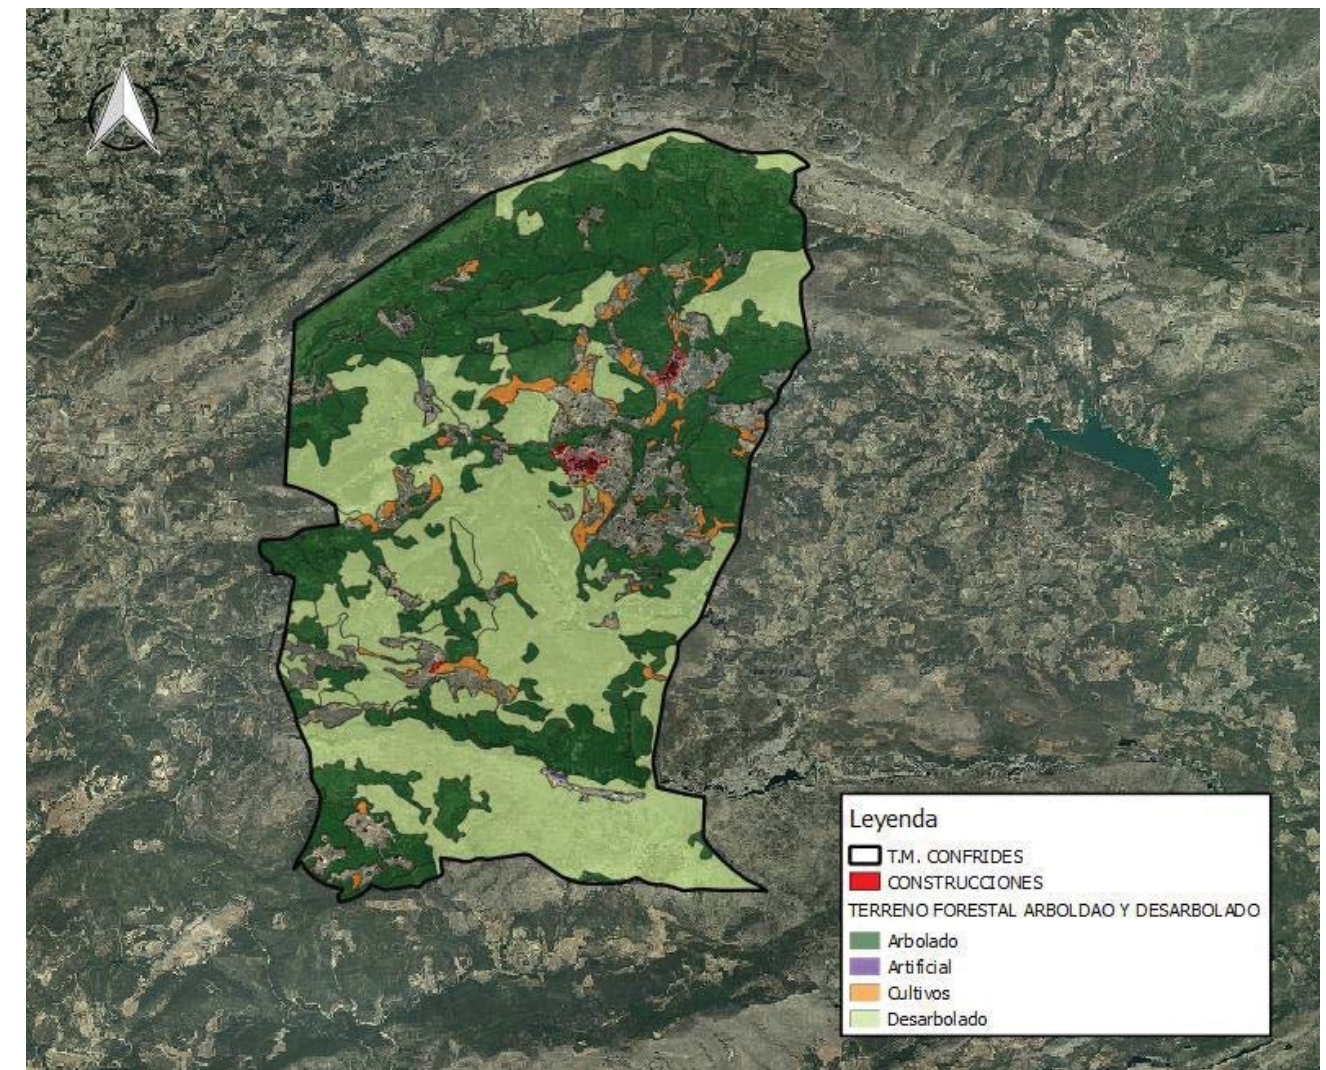 Leyenda
T.M. CONFRIDES
CONSTRUCCIONES
TERRENO FORESTAL ARBOLDAO Y DESARBOLADO
Arbolado
Artificial
Cultivos
Desarbolado